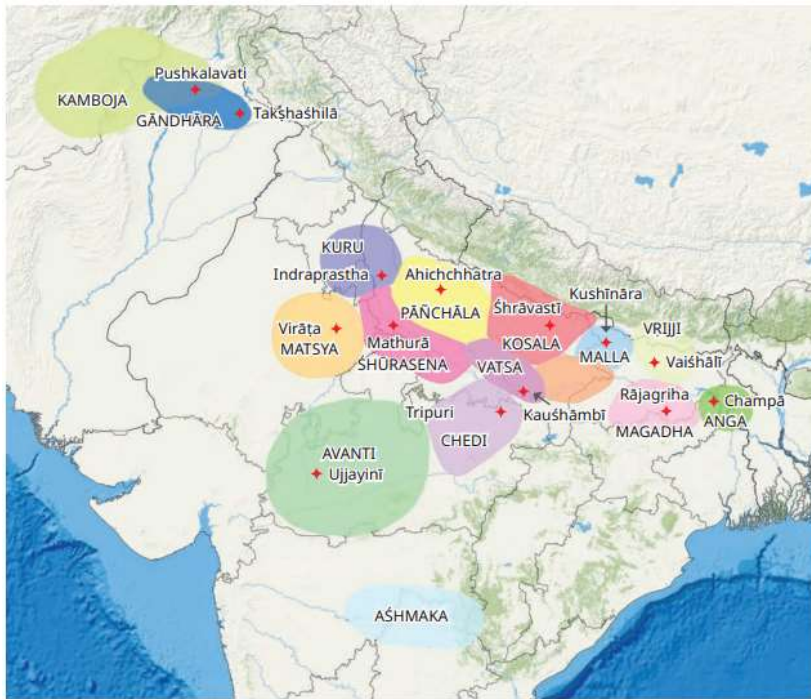 Pushkalavati
KAMBOJA
GĀNDHĀRA
Takṣhaśhilā
KURU
Indraprastha
Ahichchhatra
PĀÑCHĀLA
Śhrāvastī
KOSALA
Kushīnāra
MALLA
VRIJJI
Vaiśhālī
Virāṭa
MATSYA
Mathurā
ŚHŪRASENA
VATSA
Kauśhāmbī
Rājagriha
MAGADHA
Champā
ANGA
Tripuri
CHEDI
AVANTI
Ujjayinī
AŚHMAKA